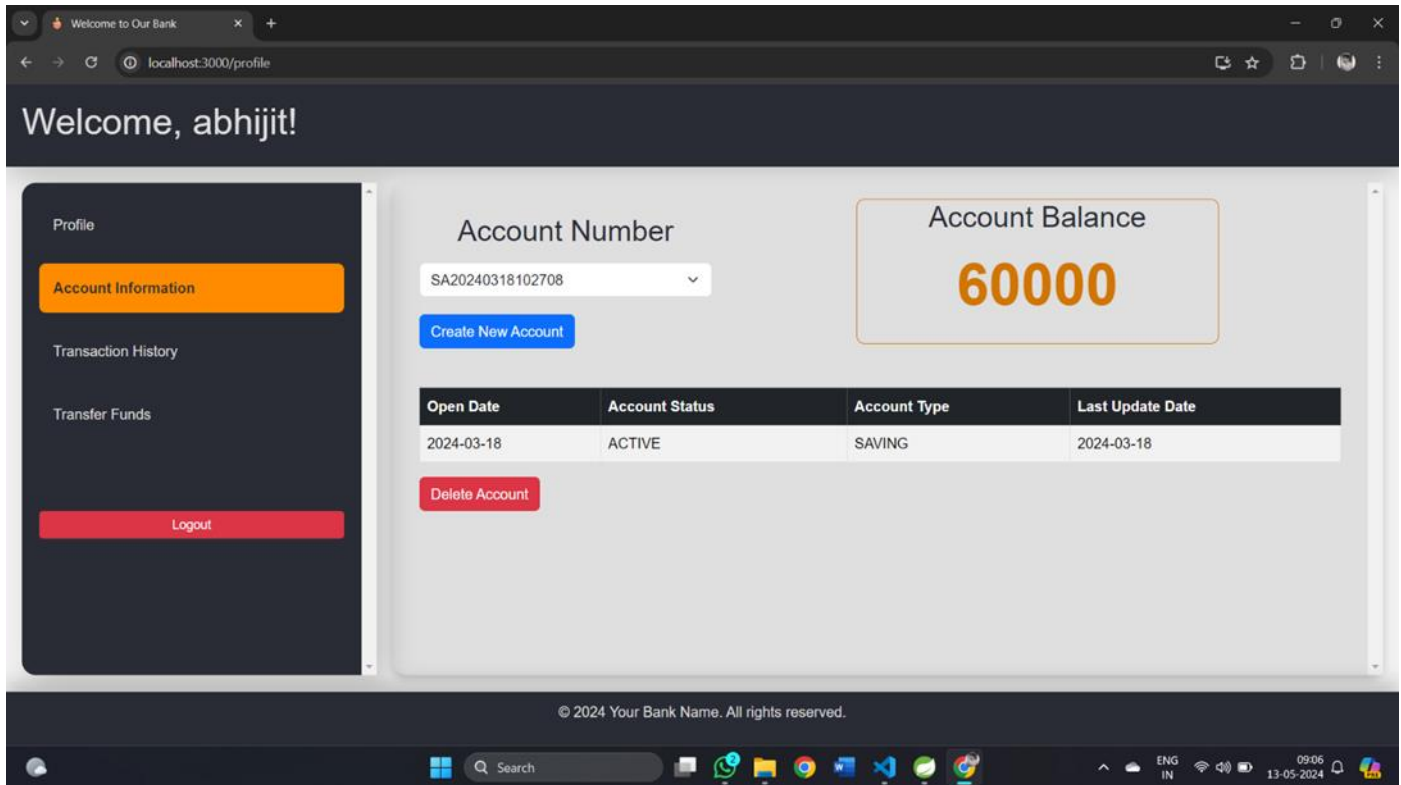 Welcome to Our Bank
localhost:3000/profile
Welcome, abhijit!
Profile
Account Information
Transaction History
Transfer Funds
Logout
Account Number
SA20240318102708
Create New Account
Account Balance
60000
Open Date Account Status Account Type Last Update Date
2024-03-18 ACTIVE SAVING 2024-03-18
Delete Account
© 2024 Your Bank Name. All rights reserved.
Search
2
ENG
IN
09:06
13-05-2024